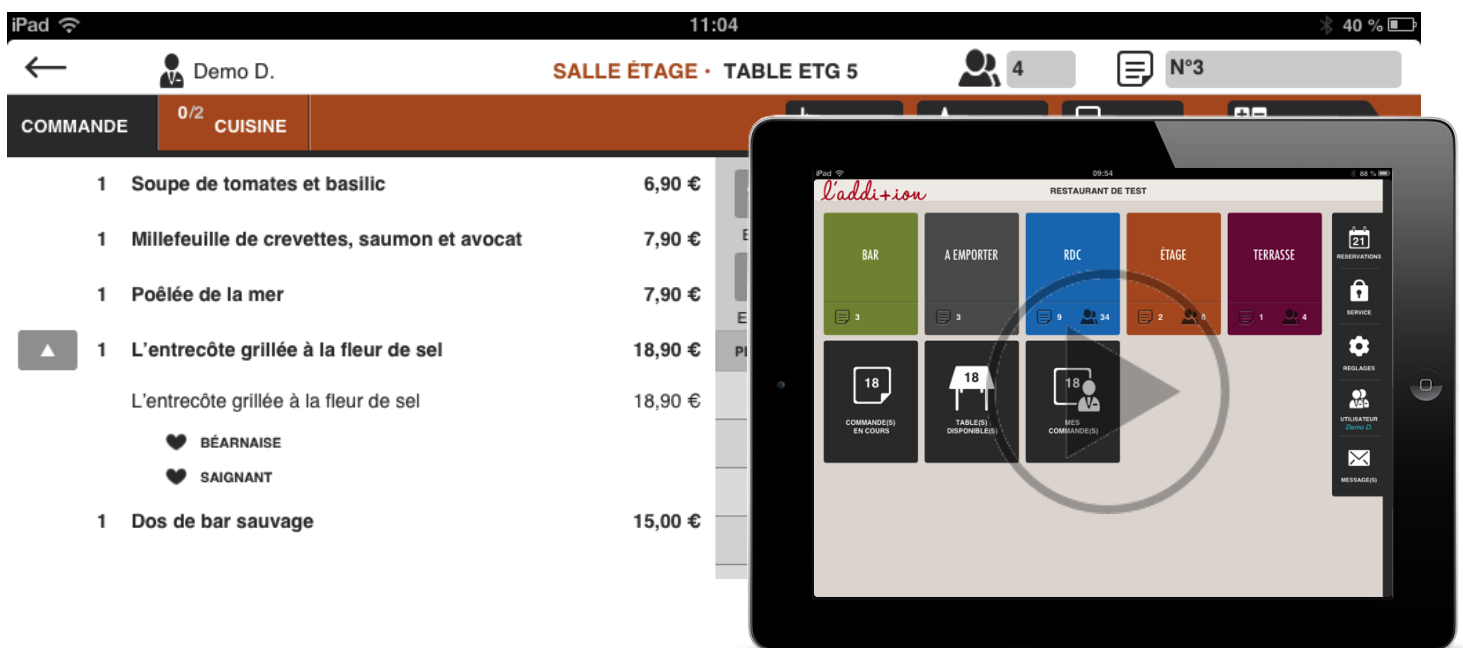 iPad 11:04 40 %
Demo D. SALLE ÉTAGE · TABLE ETG 5 4 N°3
COMMANDE 0/2 CUISINE
1 Soupe de tomates et basilic 6,90 €
1 Millefeuille de crevettes, saumon et avocat 7,90 €
1 Poêlée de la mer 7,90 €
1 L'entrecôte grillée à la fleur de sel 18,90 €
L'entrecôte grillée à la fleur de sel 18,90 €
BÉARNAISE
SAIGNANT
1 Dos de bar sauvage 15,00 €
iPad 09:54 88 %
l'addi+ion RESTAURANT DE TEST
BAR A EMPORTER RDC ÉTAGE TERRASSE
3 3 9 34 2 6 1 4
18 18 18
COMMANDE(S) EN COURS
TABLE(S) DISPONIBLE(S)
MES COMMANDE(S)
21
RESERVATIONS
SERVICE
REGLAGES
UTILISATEUR
Demo D.
MESSAGE(S)